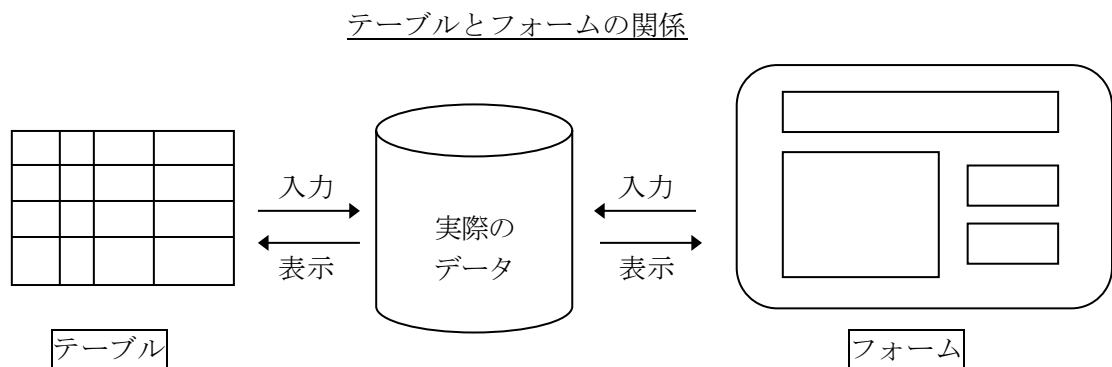 テーブルとフォームの関係
入力
表示
実際の
データ
入力
表示
テーブル
フォーム